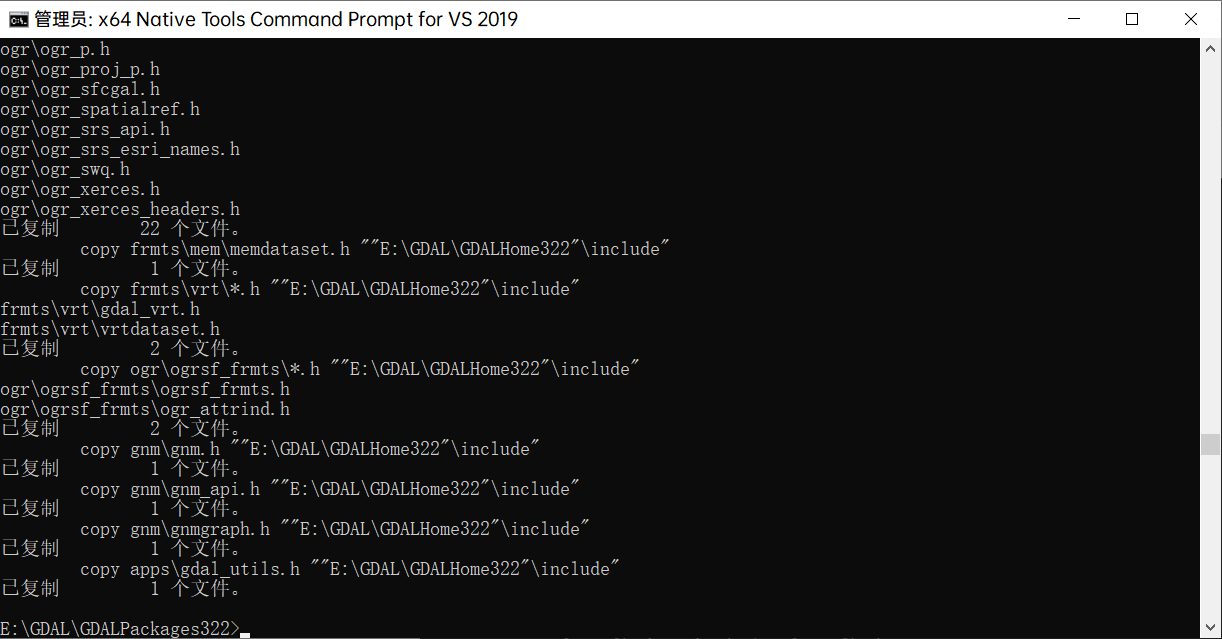 管理员: x64 Native Tools Command Prompt for VS 2019
ogr\ogr_p.h
ogr\ogr_proj_p.h
ogr\ogr_sfcgal.h
ogr\ogr_spatialref.h
ogr\ogr_srs_api.h
ogr\ogr_srs_esri_names.h
ogr\ogr_swq.h
ogr\ogr_xerces.h
ogr\ogr_xerces_headers.h
已复制        22 个文件。
        copy frmts\mem\memdataset.h ""E:\GDAL\GDALHome322"\include"
已复制         1 个文件。
        copy frmts\vrt\*.h ""E:\GDAL\GDALHome322"\include"
frmts\vrt\gdal_vrt.h
frmts\vrt\vrtdataset.h
已复制         2 个文件。
        copy ogr\ogrsf_frmts\*.h ""E:\GDAL\GDALHome322"\include"
ogr\ogrsf_frmts\ogrsf_frmts.h
ogr\ogrsf_frmts\ogr_attrind.h
已复制         2 个文件。
        copy gnm\gnm.h ""E:\GDAL\GDALHome322"\include"
已复制         1 个文件。
        copy gnm\gnm_api.h ""E:\GDAL\GDALHome322"\include"
已复制         1 个文件。
        copy gnm\gnmgraph.h ""E:\GDAL\GDALHome322"\include"
已复制         1 个文件。
        copy apps\gdal_utils.h ""E:\GDAL\GDALHome322"\include"
已复制         1 个文件。
E:\GDAL\GDALPackages322>